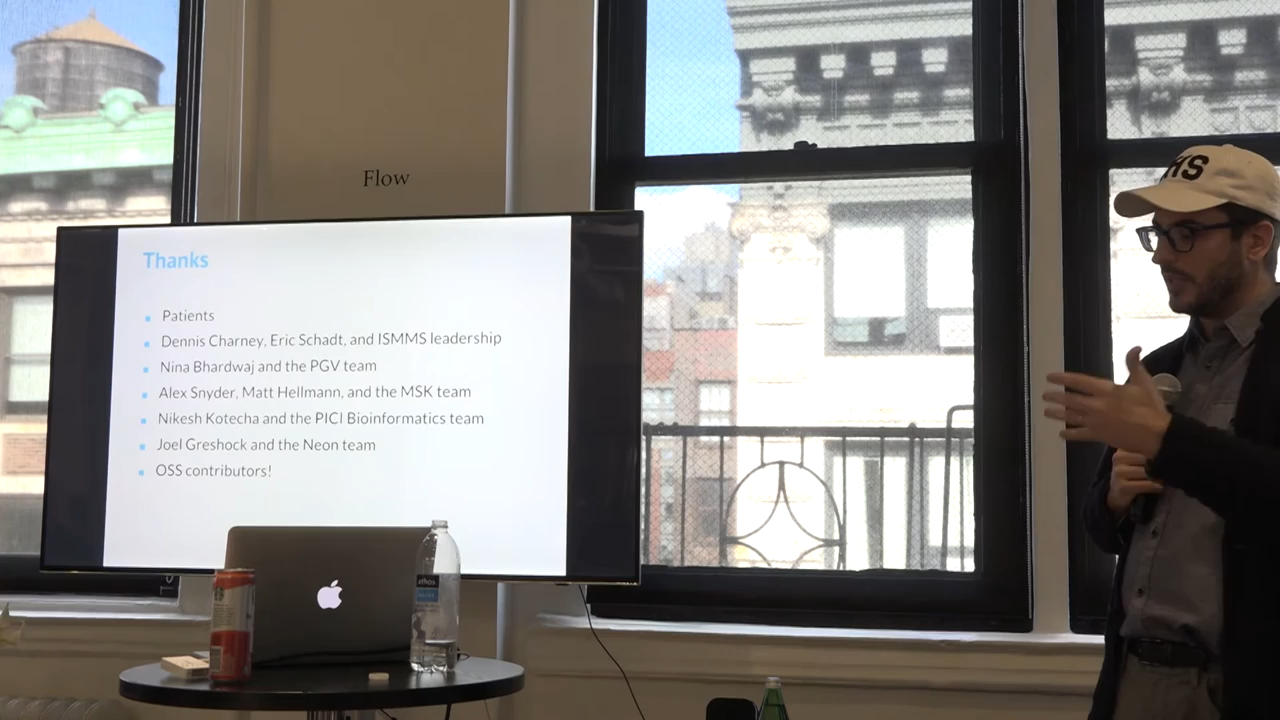 Flow
HS
Thanks
Patients
Dennis Charney, Eric Schadt, and ISMMS leadership
Nina Bhardwaj and the PGV team
Alex Snyder, Matt Hellmann, and the MSK team
Nikesh Kotecha and the PICI Bioinformatics team
Joel Greshock and the Neon team
OSS contributors!
ethos